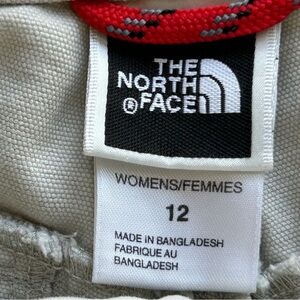 THE
NORTH
® FACE
WOMENS/FEMMES
12
MADE IN BANGLADESH
FABRIQUE AU
BANGLADESH